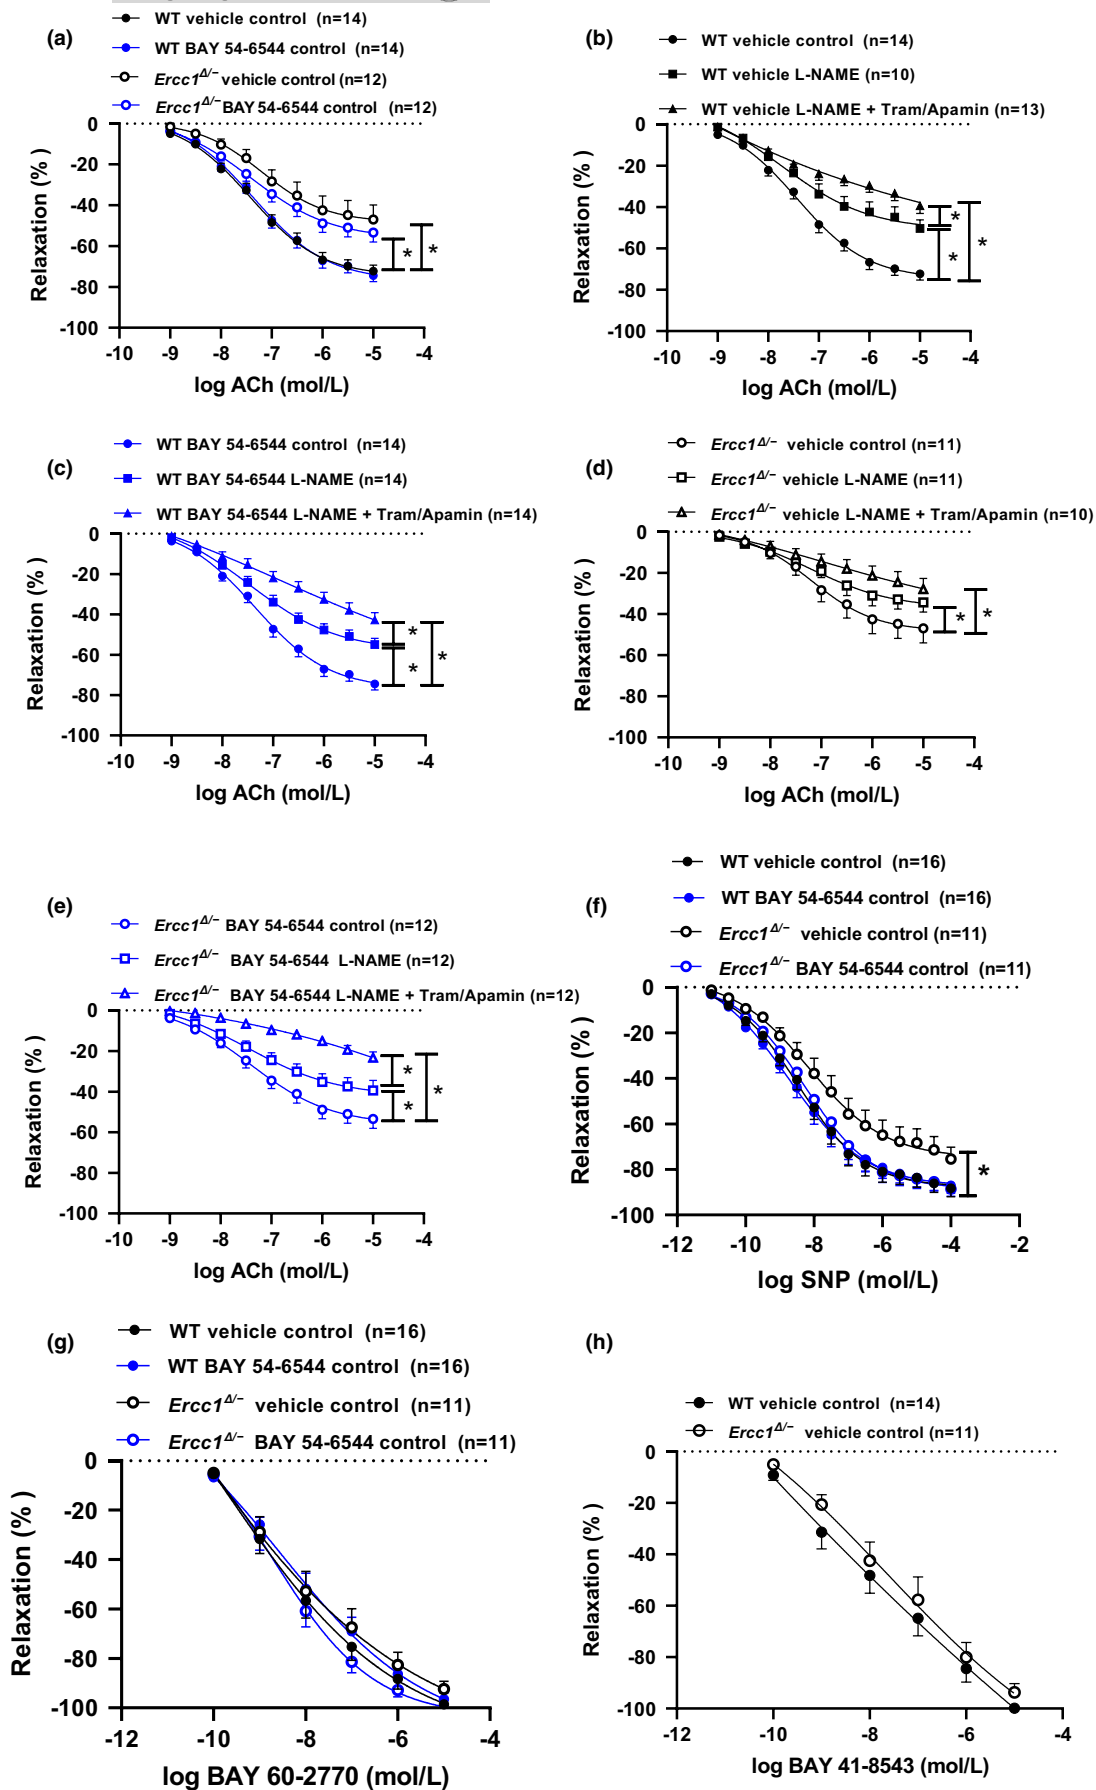 (a)
WT vehicle control (n=14)
WT BAY 54-6544 control (n=14)
Ercc1Δ/− vehicle control (n=12)
Ercc1Δ/− BAY 54-6544 control (n=12)
0
-20
-40
-60
-80
-100
Relaxation (% )
* *
-10 -9 -8 -7 -6 -5 -4
log ACh (mol/L)
(b)
WT vehicle control (n=14)
WT vehicle L-NAME (n=10)
WT vehicle L-NAME + Tram/Apamin (n=13)
0
-20
-40
-60
-80
-100
Relaxation (% )
*
* *
-10 -9 -8 -7 -6 -5 -4
log ACh (mol/L)
(c)
WT BAY 54-6544 control (n=14)
WT BAY 54-6544 L-NAME (n=14)
WT BAY 54-6544 L-NAME + Tram/Apamin (n=14)
0
-20
-40
-60
-80
-100
Relaxation (% )
*
* *
-10 -9 -8 -7 -6 -5 -4
log ACh (mol/L)
(d)
Ercc1Δ/− vehicle control (n=11)
Ercc1Δ/− vehicle L-NAME (n=11)
Ercc1Δ/− vehicle L-NAME + Tram/Apamin (n=10)
0
-20
-40
-60
-80
-100
Relaxation (% )
* *
-10 -9 -8 -7 -6 -5 -4
log ACh (mol/L)
(e)
Ercc1Δ/− BAY 54-6544 control (n=12)
Ercc1Δ/− BAY 54-6544 L-NAME (n=12)
Ercc1Δ/− BAY 54-6544 L-NAME + Tram/Apamin (n=12)
0
-20
-40
-60
-80
-100
Relaxation (% )
*
* *
-10 -9 -8 -7 -6 -5 -4
log ACh (mol/L)
(f)
WT vehicle control (n=16)
WT BAY 54-6544 control (n=16)
Ercc1Δ/− vehicle control (n=11)
Ercc1Δ/− BAY 54-6544 control (n=11)
0
-20
-40
-60
-80
-100
Relaxation (% )
*
-12 -10 -8 -6 -4 -2
log SNP (mol/L)
(g)
WT vehicle control (n=16)
WT BAY 54-6544 control (n=16)
Ercc1Δ/− vehicle control (n=11)
Ercc1Δ/− BAY 54-6544 control (n=11)
0
-20
-40
-60
-80
-100
Relaxation (% )
-12 -10 -8 -6 -4
log BAY 60-2770 (mol/L)
(h)
WT vehicle control (n=14)
Ercc1Δ/− vehicle control (n=11)
0
-20
-40
-60
-80
-100
Relaxation (% )
-12 -10 -8 -6 -4
log BAY 41-8543 (mol/L)